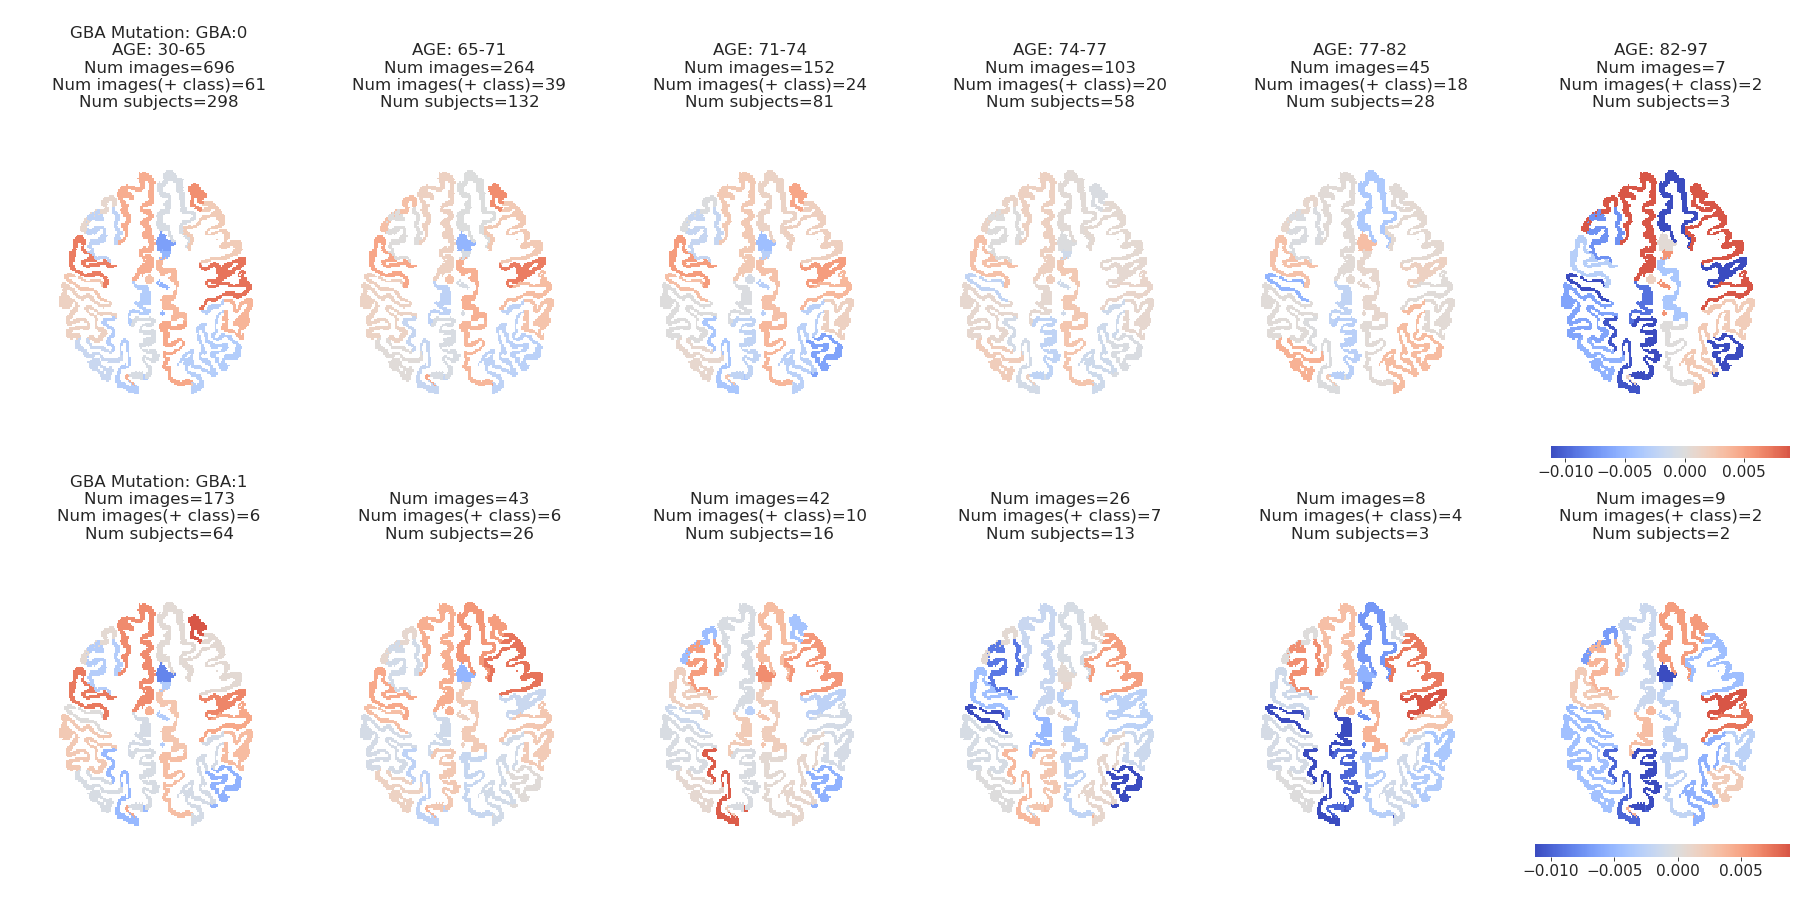 GBA Mutation: GBA:0
AGE: 30-65
Num images=696
Num images(+ class)=61
Num subjects=298
AGE: 65-71
Num images=264
Num images(+ class)=39
Num subjects=132
AGE: 71-74
Num images=152
Num images(+ class)=24
Num subjects=81
AGE: 74-77
Num images=103
Num images(+ class)=20
Num subjects=58
AGE: 77-82
Num images=45
Num images(+ class)=18
Num subjects=28
AGE: 82-97
Num images=7
Num images(+ class)=2
Num subjects=3
−0.010 −0.005 0.000 0.005
GBA Mutation: GBA:1
Num images=173
Num images(+ class)=6
Num subjects=64
Num images=43
Num images(+ class)=6
Num subjects=26
Num images=42
Num images(+ class)=10
Num subjects=16
Num images=26
Num images(+ class)=7
Num subjects=13
Num images=8
Num images(+ class)=4
Num subjects=3
Num images=9
Num images(+ class)=2
Num subjects=2
−0.010 −0.005 0.000 0.005